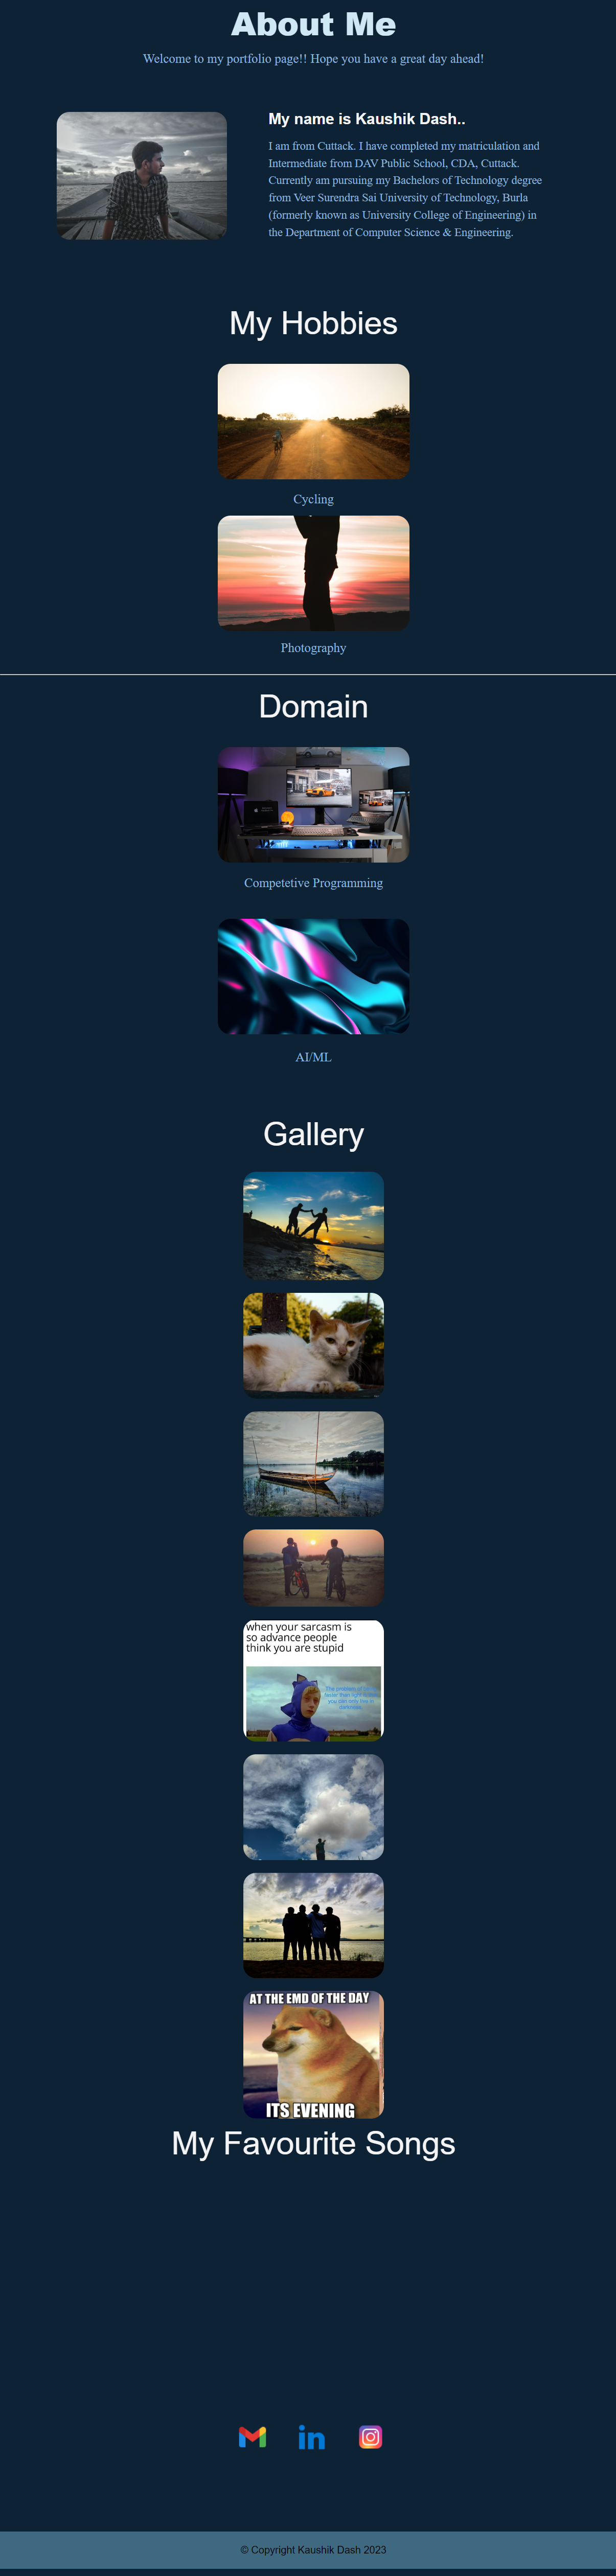 About Me
Welcome to my portfolio page!! Hope you have a great day ahead!
My name is Kaushik Dash..
I am from Cuttack. I have completed my matriculation and
Intermediate from DAV Public School, CDA, Cuttack.
Currently am pursuing my Bachelors of Technology degree
from Veer Surendra Sai University of Technology, Burla
(formerly known as University College of Engineering) in
the Department of Computer Science & Engineering.
My Hobbies
Cycling
Photography
Domain
Competetive Programming
AI/ML
Gallery
when your sarcasm is
so advance people
think you are stupid
AT THE EMD OF THE DAY
ITS EVENING
My Favourite Songs
in
© Copyright Kaushik Dash 2023